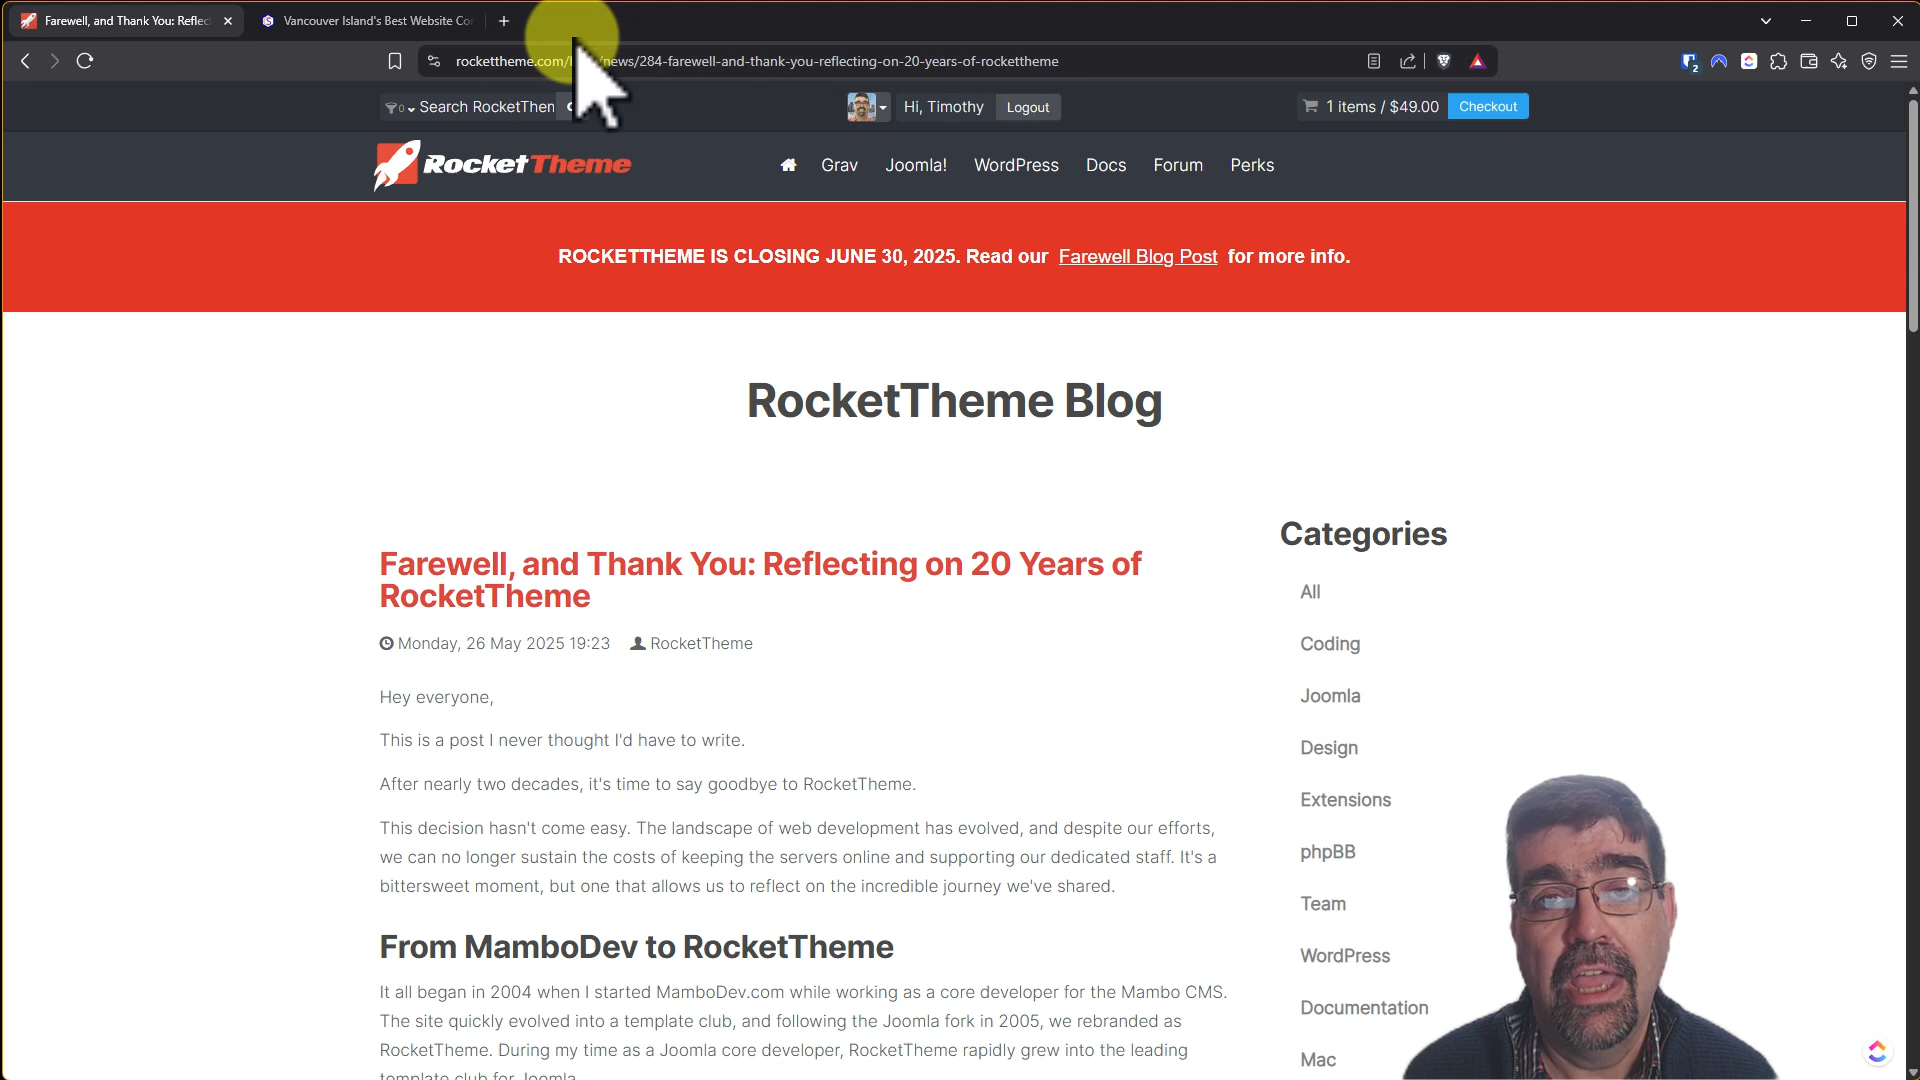 Farewell, and Thank You: Reflec
Vancouver Island's Best Website Co
rockettheme.com/ /news/284-farewell-and-thank-you-reflecting-on-20-years-of-rockettheme
2
0 Search RocketThem
Hi, Timothy
Logout
1 items / $49.00
Checkout
RocketTheme
Grav
Joomla!
WordPress
Docs
Forum
Perks
ROCKETTHEME IS CLOSING JUNE 30, 2025. Read our Farewell Blog Post for more info.
RocketTheme Blog
Farewell, and Thank You: Reflecting on 20 Years of
RocketTheme
Monday, 26 May 2025 19:23 RocketTheme
Hey everyone,
This is a post I never thought I'd have to write.
After nearly two decades, it's time to say goodbye to RocketTheme.
This decision hasn't come easy. The landscape of web development has evolved, and despite our efforts,
we can no longer sustain the costs of keeping the servers online and supporting our dedicated staff. It's a
bittersweet moment, but one that allows us to reflect on the incredible journey we've shared.
From MamboDev to RocketTheme
It all began in 2004 when I started MamboDev.com while working as a core developer for the Mambo CMS.
The site quickly evolved into a template club, and following the Joomla fork in 2005, we rebranded as
RocketTheme. During my time as a Joomla core developer, RocketTheme rapidly grew into the leading
template club for Joomla
Categories
All
Coding
Joomla
Design
Extensions
phpBB
Team
WordPress
Documentation
Mac